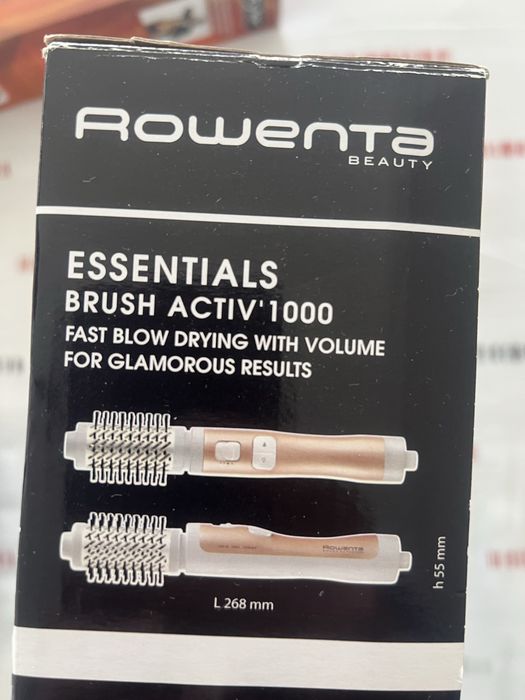 Rowenta
BEAUTY
ESSENTIALS
BRUSH ACTIV'1000
FAST BLOW DRYING WITH VOLUME
FOR GLAMOROUS RESULTS
Rowenta
L 268 mm
h 55 mm